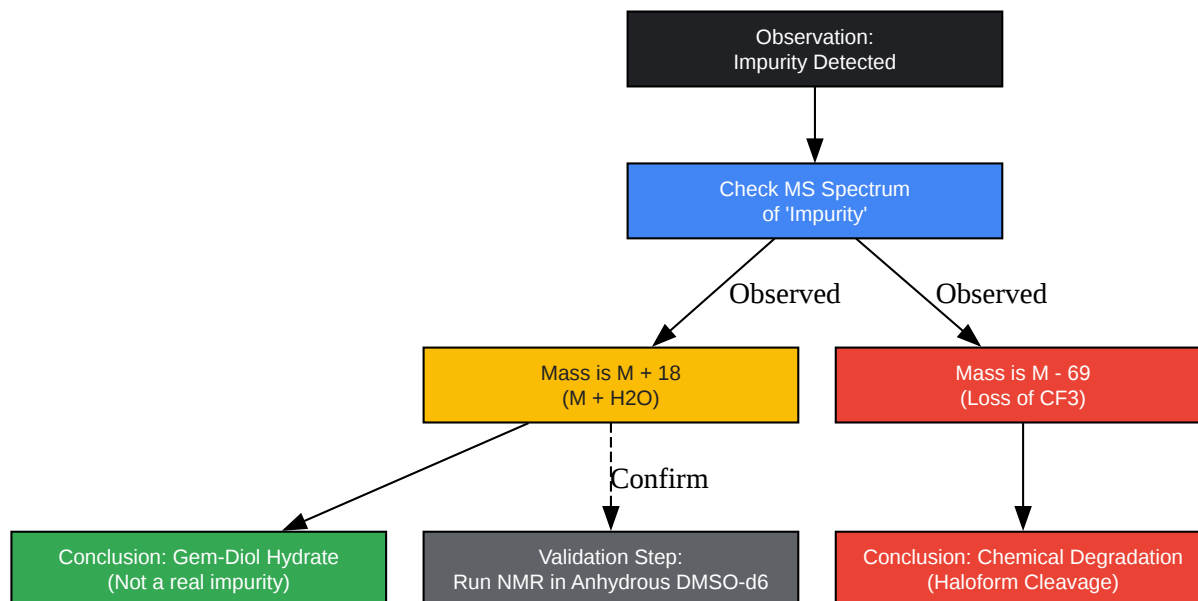 Observation:
Impurity Detected
Check MS Spectrum
of 'Impurity'
Observed
Observed
Mass is M + 18
(M + H2O)
Mass is M - 69
(Loss of CF3)
Confirm
Conclusion: Gem-Diol Hydrate
(Not a real impurity)
Validation Step:
Run NMR in Anhydrous DMSO-d6
Conclusion: Chemical Degradation
(Haloform Cleavage)